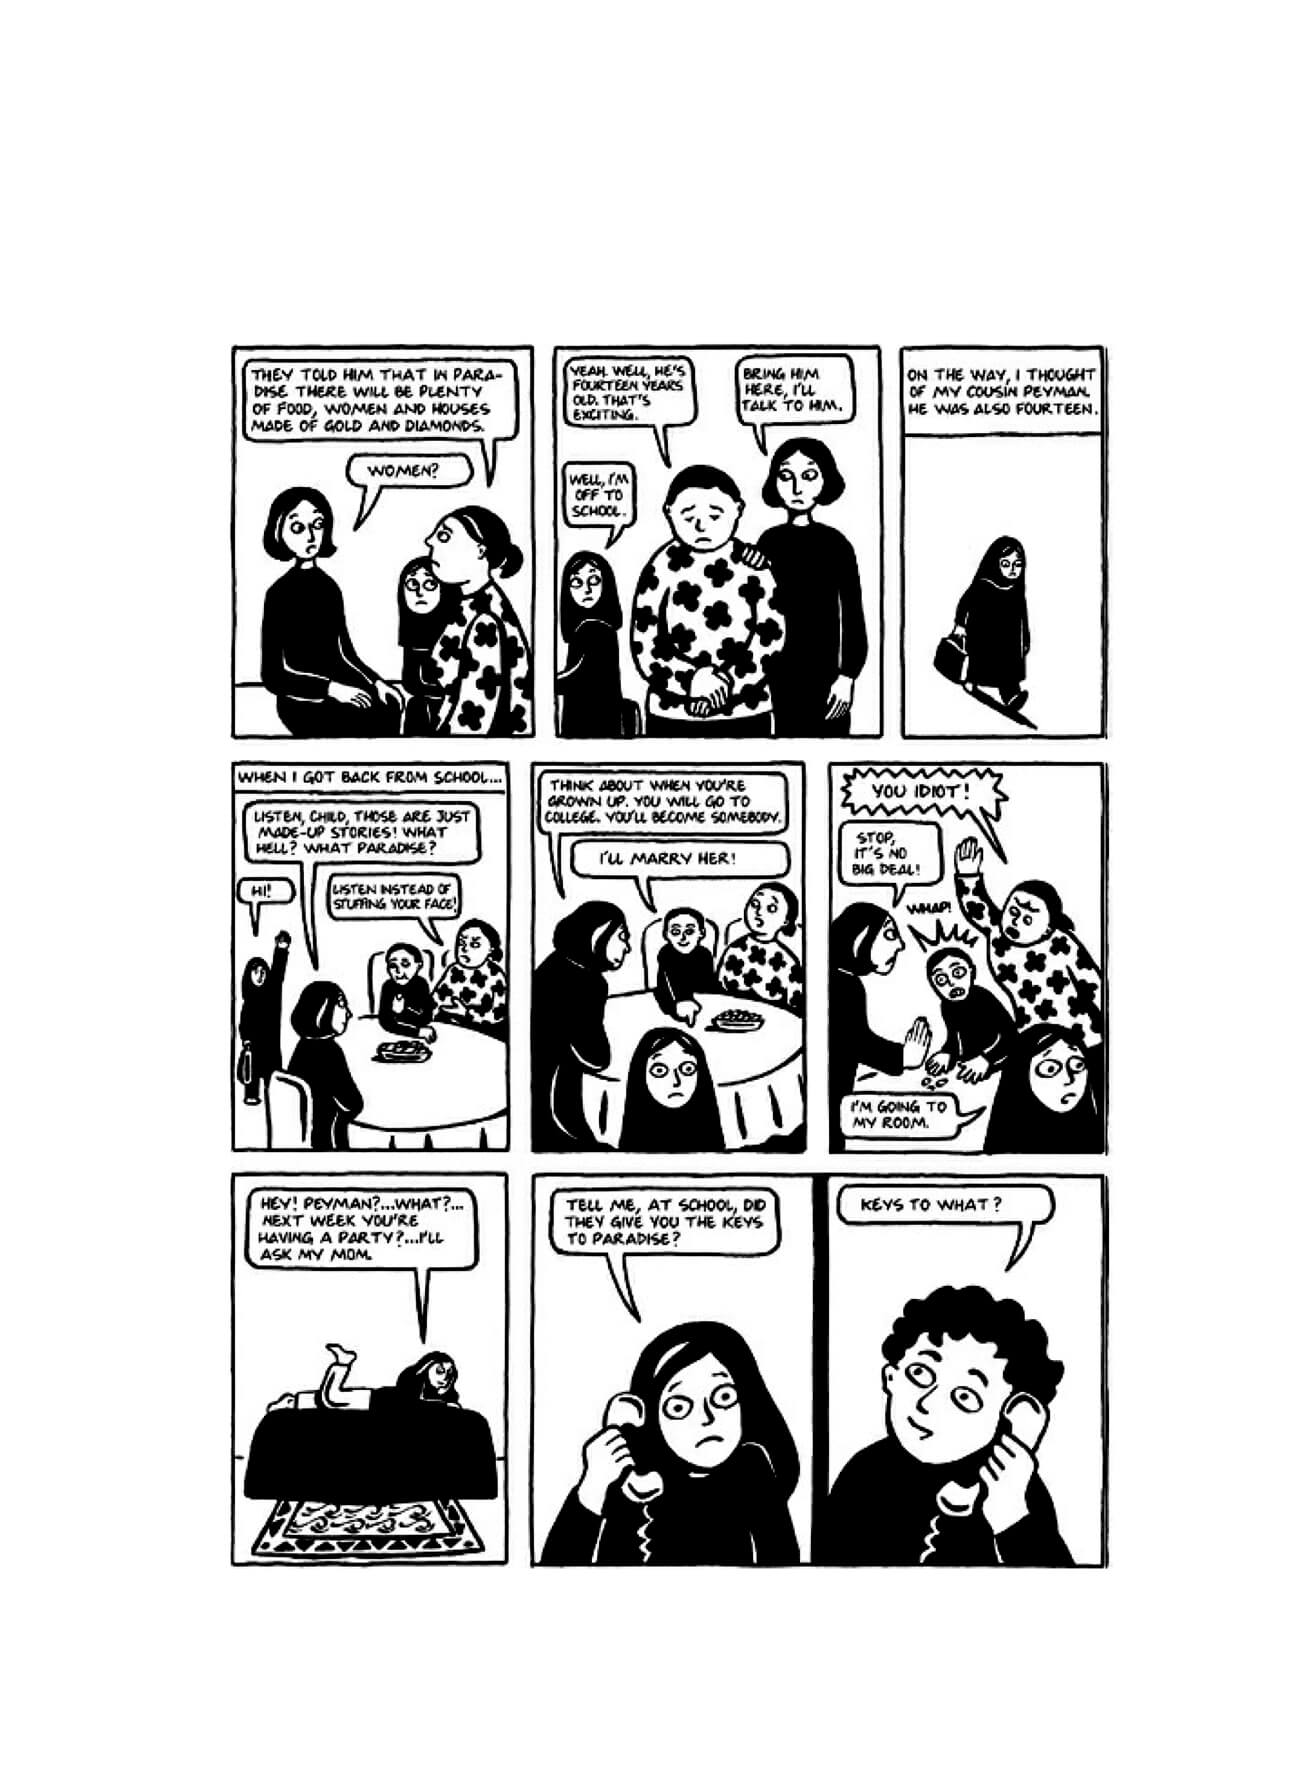 THEY TOLD HIM THAT IN PARA-
DISE THERE WILL BE PLENTY
OF FOOD, WOMEN AND HOUSES
MADE OF GOLD AND DIAMONDS.
WOMEN?
YEAH. WELL, HE'S
FOURTEEN YEARS
OLD. THAT'S
EXCITING.
BRING HIM
HERE, I'LL
TALK TO HIM.
WELL, I'M
OFF TO
SCHOOL.
ON THE WAY, I THOUGHT
OF MY COUSIN PEYMAN.
HE WAS ALSO FOURTEEN.
WHEN I GOT BACK FROM SCHOOL...
LISTEN, CHILD, THOSE ARE JUST
MADE-UP STORIES! WHAT
HELL? WHAT PARADISE?
HI!
LISTEN INSTEAD OF
STUFFING YOUR FACE!
THINK ABOUT WHEN YOU'RE
GROWN UP. YOU WILL GO TO
COLLEGE. YOU'LL BECOME SOMEBODY.
I'LL MARRY HER!
YOU IDIOT!
STOP,
IT'S NO
BIG DEAL!
WHAP!
I'M GOING TO
MY ROOM.
HEY! PEYMAN?...WHAT?...
NEXT WEEK YOU'RE
HAVING A PARTY?...I'LL
ASK MY MOM.
TELL ME, AT SCHOOL, DID
THEY GIVE YOU THE KEYS
TO PARADISE?
KEYS TO WHAT?